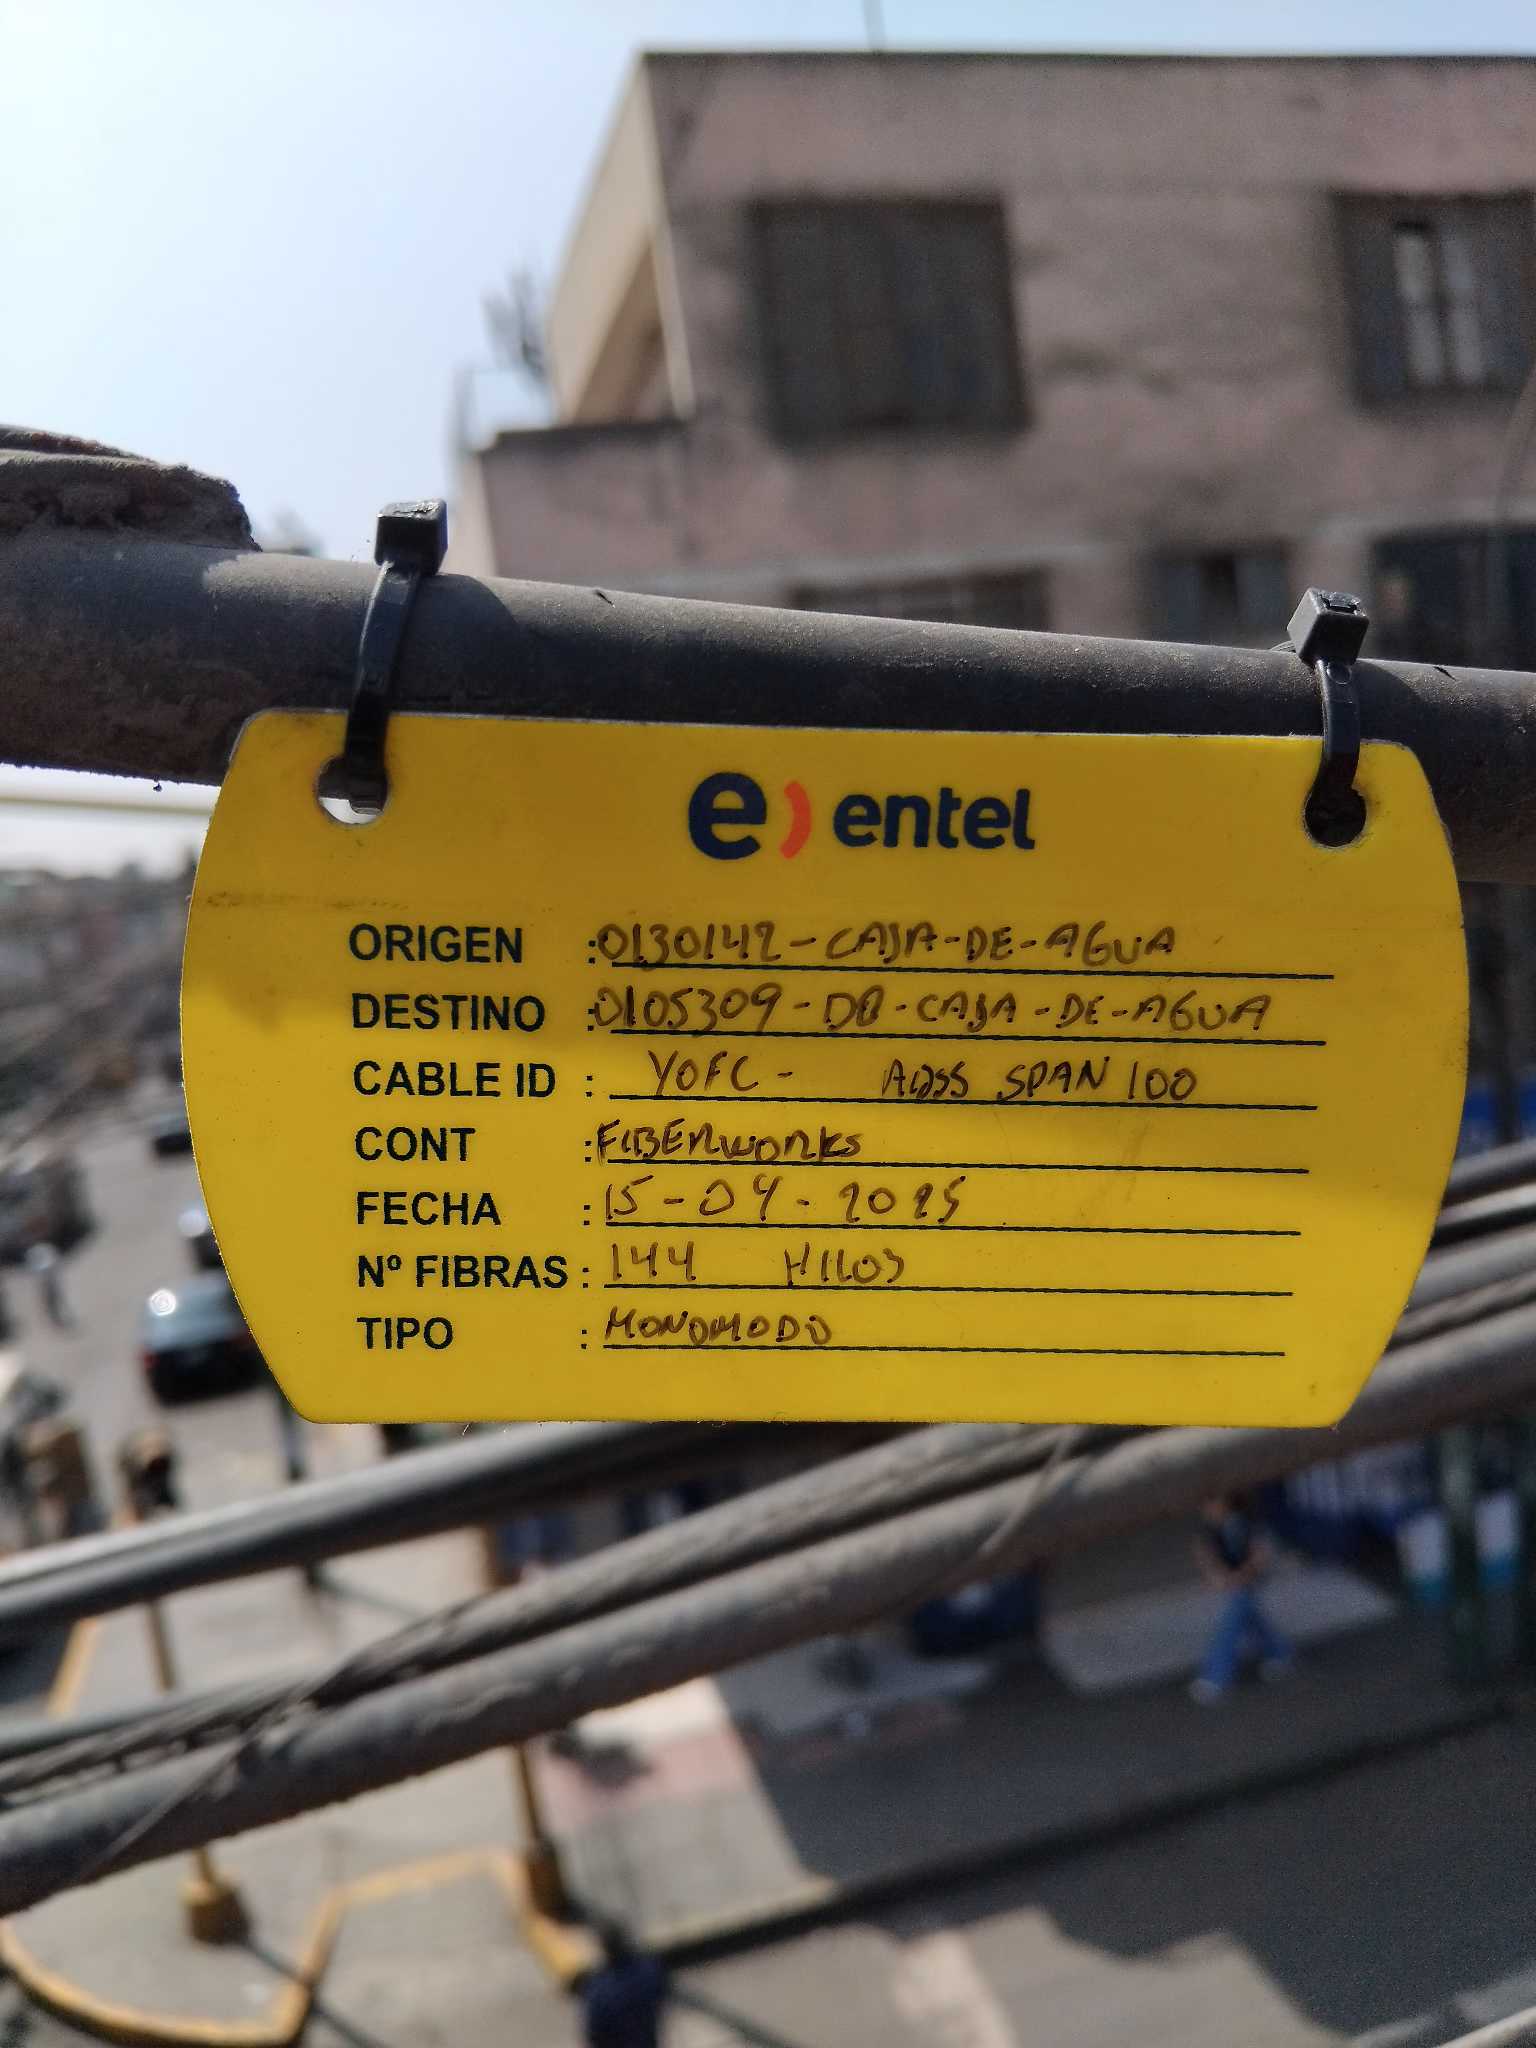 e) entel
ORIGEN : 0130142-CAJA-DE-AGUA
DESTINO : 0105309-DB-CAJA-DE-AGUA
CABLE ID : YOFC - ADSS SPAN 100
CONT : FIBERWORKS
FECHA : 15-04-2025
Nº FIBRAS : 144 HILOS
TIPO : MONOMODO